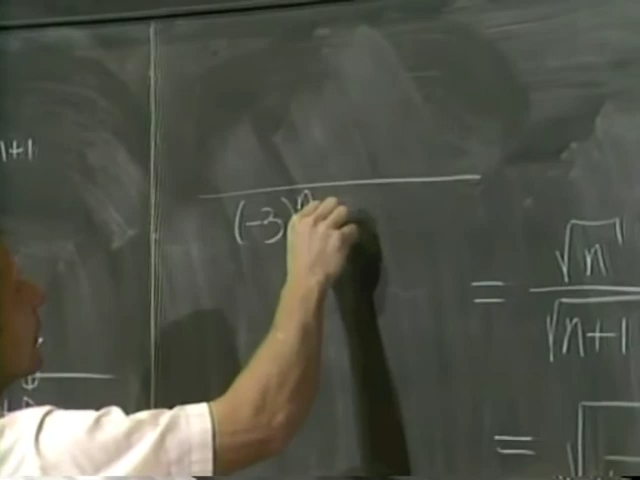 n+1
(-3)^n
= √n / √n+1
= √